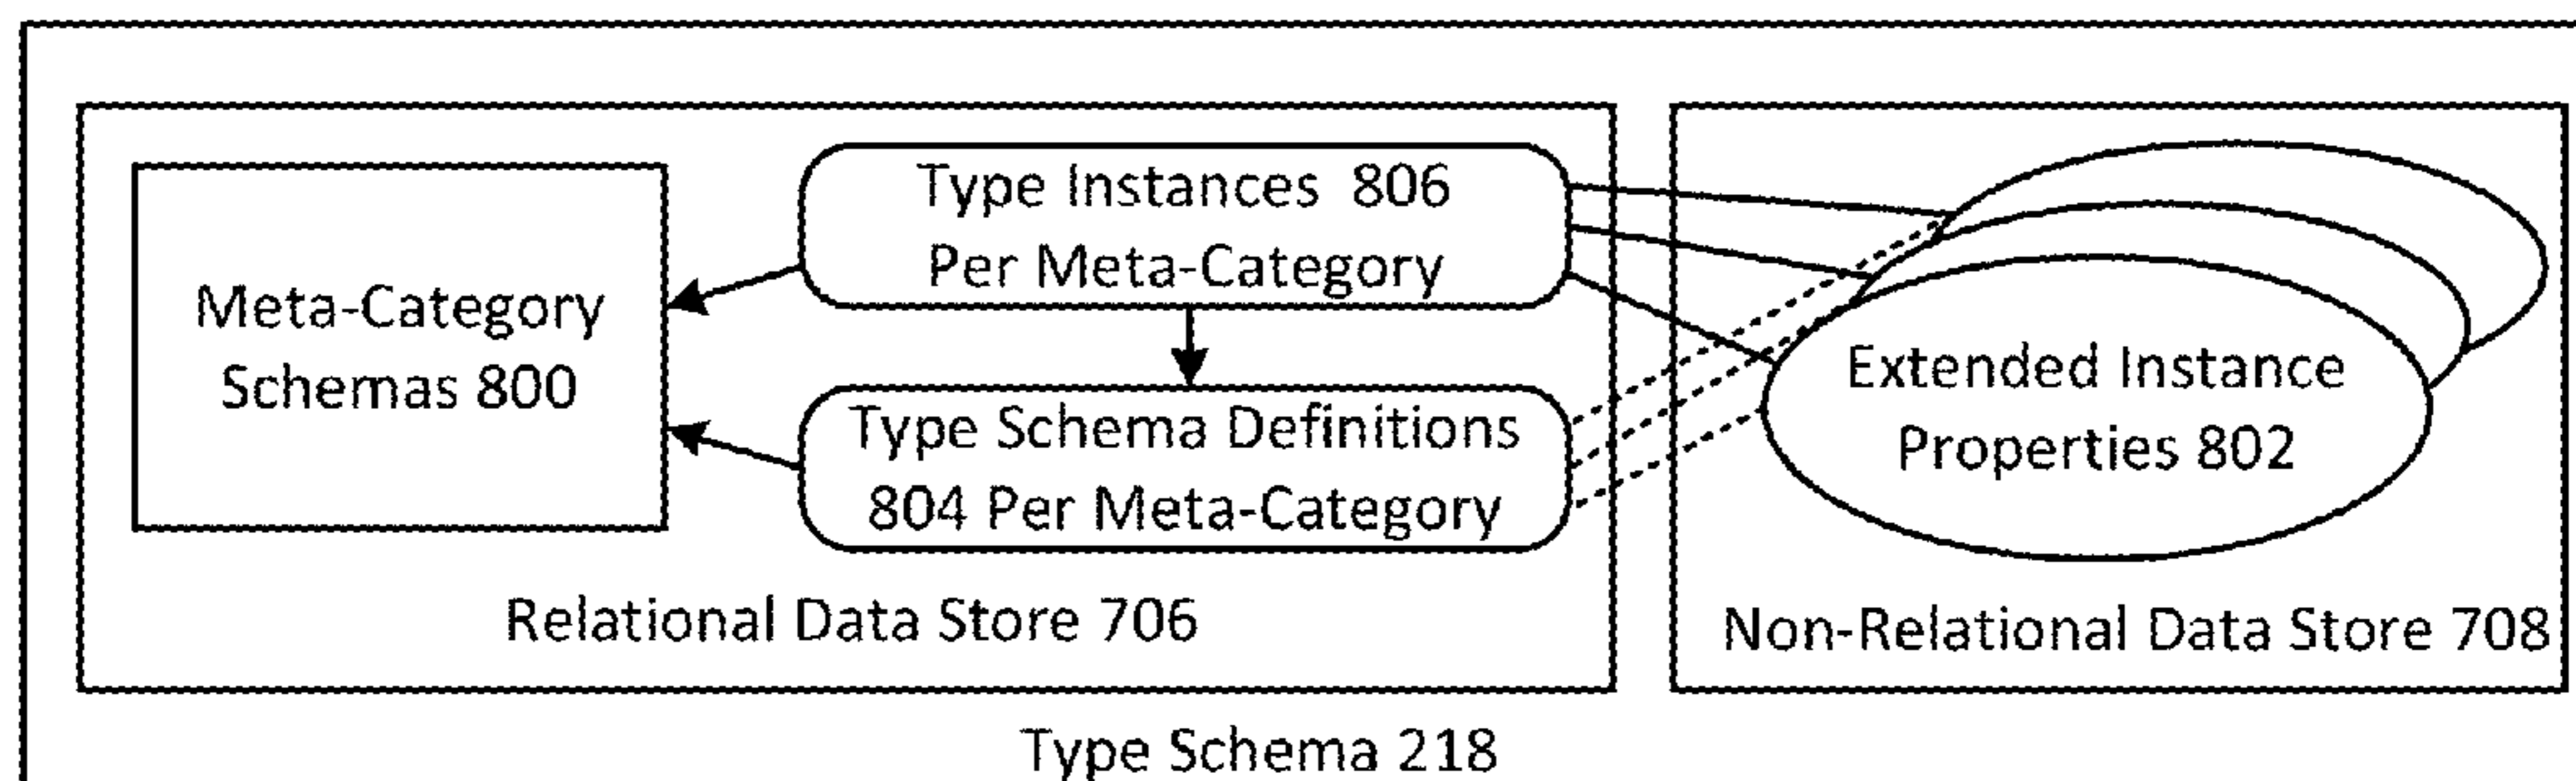 Type Instances 806
Per Meta-Category
Meta-Category
Schemas 800
Type Schema Definitions
804 Per Meta-Category
Extended Instance
Properties 802
Relational Data Store 706
Non-Relational Data Store 708
Type Schema 218